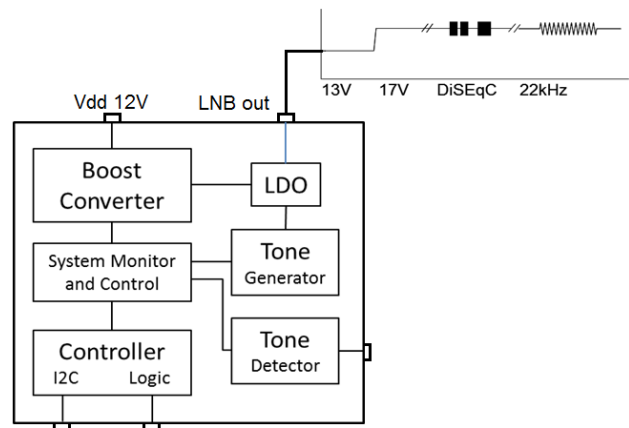 13V 17V DiSEqC 22kHz
Vdd 12V LNB out
Boost
Converter
LDO
System Monitor
and Control
Tone
Generator
Controller
I2C Logic
Tone
Detector